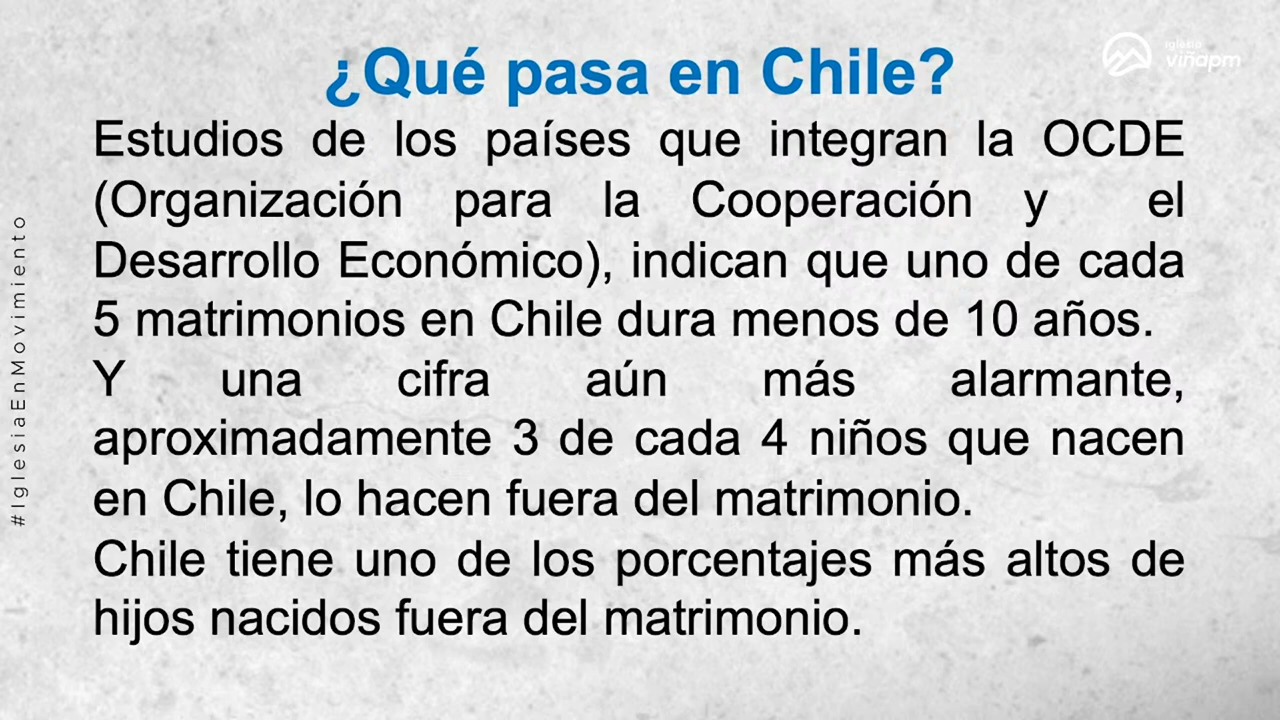 ¿Qué pasa en Chile?
iglesia
viñapm
Estudios de los países que integran la OCDE
(Organización para la Cooperación y el
Desarrollo Económico), indican que uno de cada
5 matrimonios en Chile dura menos de 10 años.
Y una cifra aún más alarmante,
aproximadamente 3 de cada 4 niños que nacen
en Chile, lo hacen fuera del matrimonio.
Chile tiene uno de los porcentajes más altos de
hijos nacidos fuera del matrimonio.
#IglesiaEnMovimiento